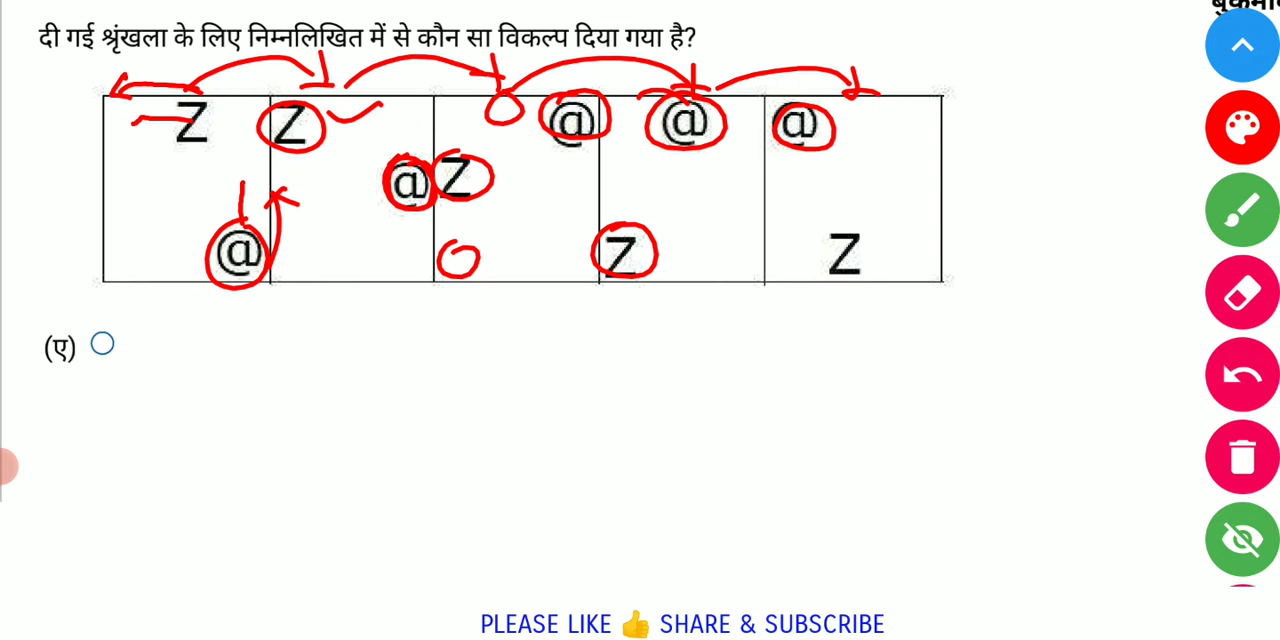 दी गई श्रृंखला के लिए निम्नलिखित में से कौन सा विकल्प दिया गया है?
Z Z @ @ @
@ Z
@ Z Z
(ए)
PLEASE LIKE 👍 SHARE & SUBSCRIBE